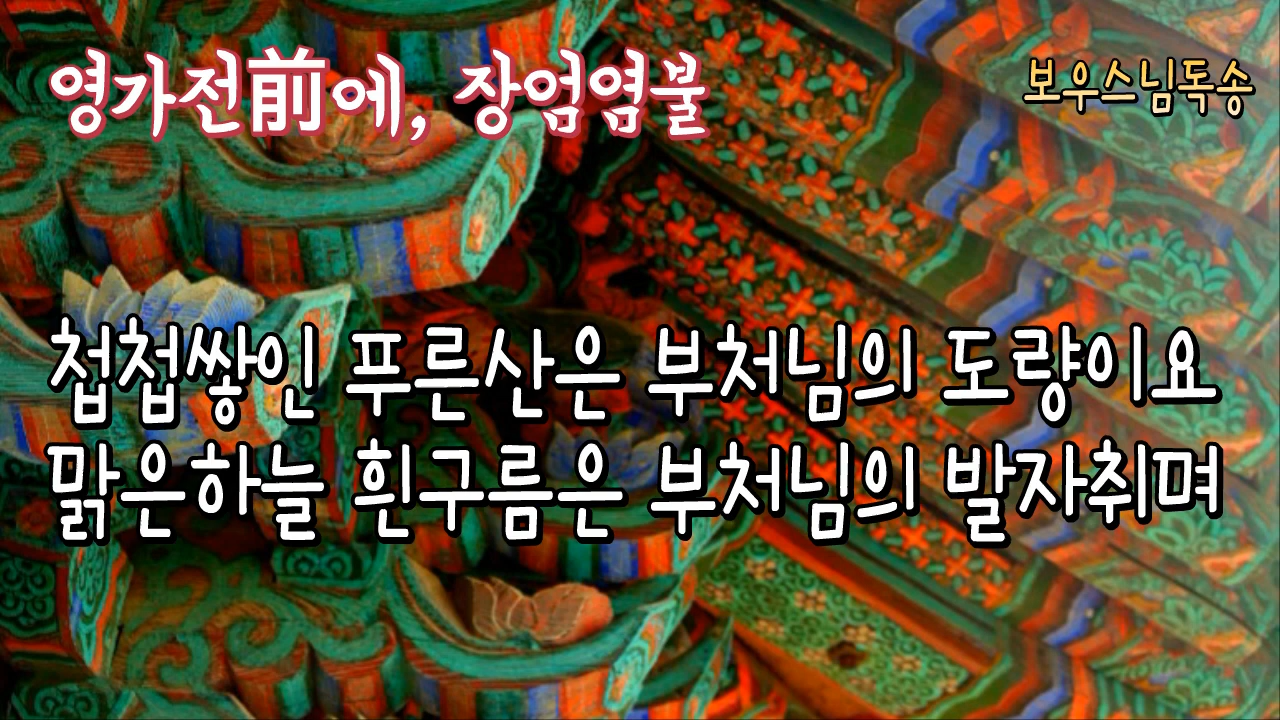 영가전前에, 장엄염불
보우스님독송
첩첩쌓인 푸른산은 부처님의 도량이요
맑은하늘 흰구름은 부처님의 발자취며